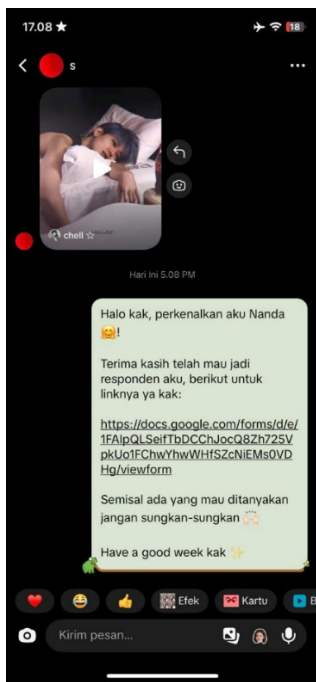 17.08 ★
18
s
chell ☆
Hari Ini 5.08 PM
Halo kak, perkenalkan aku Nanda
🤗!
Terima kasih telah mau jadi
responden aku, berikut untuk
linknya ya kak:
https://docs.google.com/forms/d/e/
1FAIpQLSeifTbDCChJocQ8Zh725V
pkUo1FChwYhwWHfSZcNiEMs0VD
Hg/viewform
Semisal ada yang mau ditanyakan
jangan sungkan-sungkan 🙌🏻
Have a good week kak ✨
Efek
Kartu
Kirim pesan...